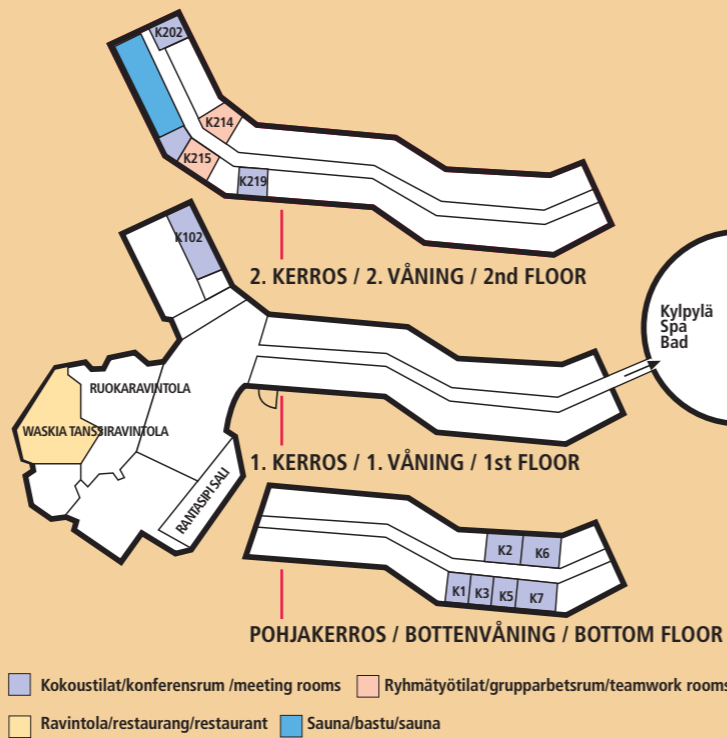 K202
K214
K215
K219
2. KERROS / 2. VÅNING / 2nd FLOOR
K102
Kylpylä
Spa
Bad
RUOKARAVINTOLA
WASKIA TANSSIRAVINTOLA
1. KERROS / 1. VÅNING / 1st FLOOR
RANTASIPI SALI
K2 K6
K1 K3 K5 K7
POHJAKERROS / BOTTENVÅNING / BOTTOM FLOOR
Kokoustilat/konferensrum /meeting rooms Ryhmätyötilat/grupparbetsrum/teamwork rooms
Ravintola/restaurang/restaurant Sauna/bastu/sauna